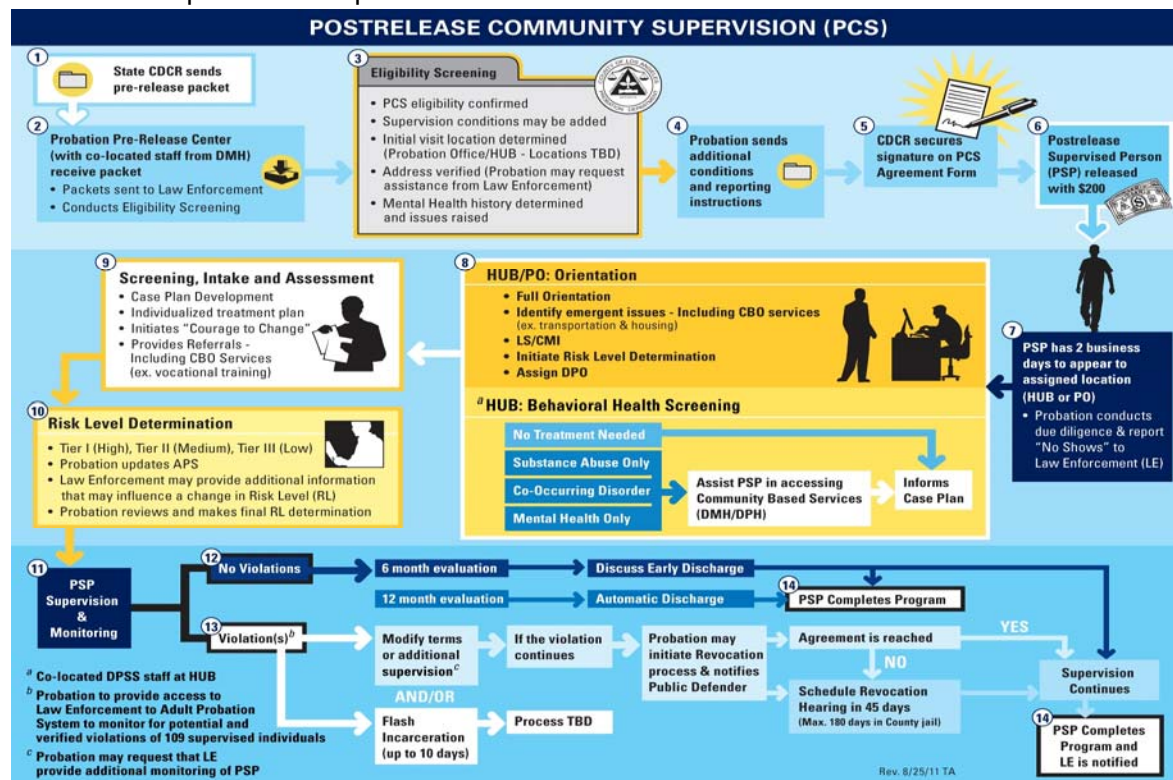 POSTRELEASE COMMUNITY SUPERVISION (PCS)
1
State CDCR sends
pre-release packet
2
Probation Pre-Release Center
(with co-located staff from DMH)
receive packet
• Packets sent to Law Enforcement
• Conducts Eligibility Screening
3
Eligibility Screening
• PCS eligibility confirmed
• Supervision conditions may be added
• Initial visit location determined
(Probation Office/HUB - Locations TBD)
• Address verified (Probation may request
assistance from Law Enforcement)
• Mental Health history determined
and issues raised
4
Probation sends
additional
conditions
and reporting
instructions
5
CDCR secures
signature on PCS
Agreement Form
6
Postrelease
Supervised Person
(PSP) released
with $200
7
PSP has 2 business
days to appear to
assigned location
(HUB or PO)
• Probation conducts
due diligence & report
"No Shows" to
Law Enforcement (LE)
8
HUB/PO: Orientation
• Full Orientation
• Identify emergent issues - Including CBO services
(ex. transportation & housing)
• LS/CMI
• Initiate Risk Level Determination
• Assign DPO
a HUB: Behavioral Health Screening
No Treatment Needed
Substance Abuse Only
Co-Occurring Disorder
Mental Health Only
Assist PSP in accessing
Community Based Services
(DMH/DPH)
Informs
Case Plan
9
Screening, Intake and Assessment
• Case Plan Development
• Individualized treatment plan
• Initiates "Courage to Change"
• Provides Referrals -
Including CBO Services
(ex. vocational training)
10
Risk Level Determination
• Tier I (High), Tier II (Medium), Tier III (Low)
• Probation updates APS
• Law Enforcement may provide additional information
that may influence a change in Risk Level (RL)
• Probation reviews and makes final RL determination
11
PSP
Supervision
&
Monitoring
12
No Violations
6 month evaluation
Discuss Early Discharge
12 month evaluation
Automatic Discharge
14
PSP Completes Program
13
Violation(s)b
Modify terms
or additional
supervisionc
AND/OR
Flash
Incarceration
(up to 10 days)
Process TBD
If the violation
continues
Probation may
initiate Revocation
process & notifies
Public Defender
Agreement is reached
YES
NO
Schedule Revocation
Hearing in 45 days
(Max. 180 days in County jail)
Supervision
Continues
14
PSP Completes
Program and
LE is notified
a Co-located DPSS staff at HUB
b Probation to provide access to
Law Enforcement to Adult Probation
System to monitor for potential and
verified violations of 109 supervised individuals
c Probation may request that LE
provide additional monitoring of PSP
Rev. 8/25/11 TA